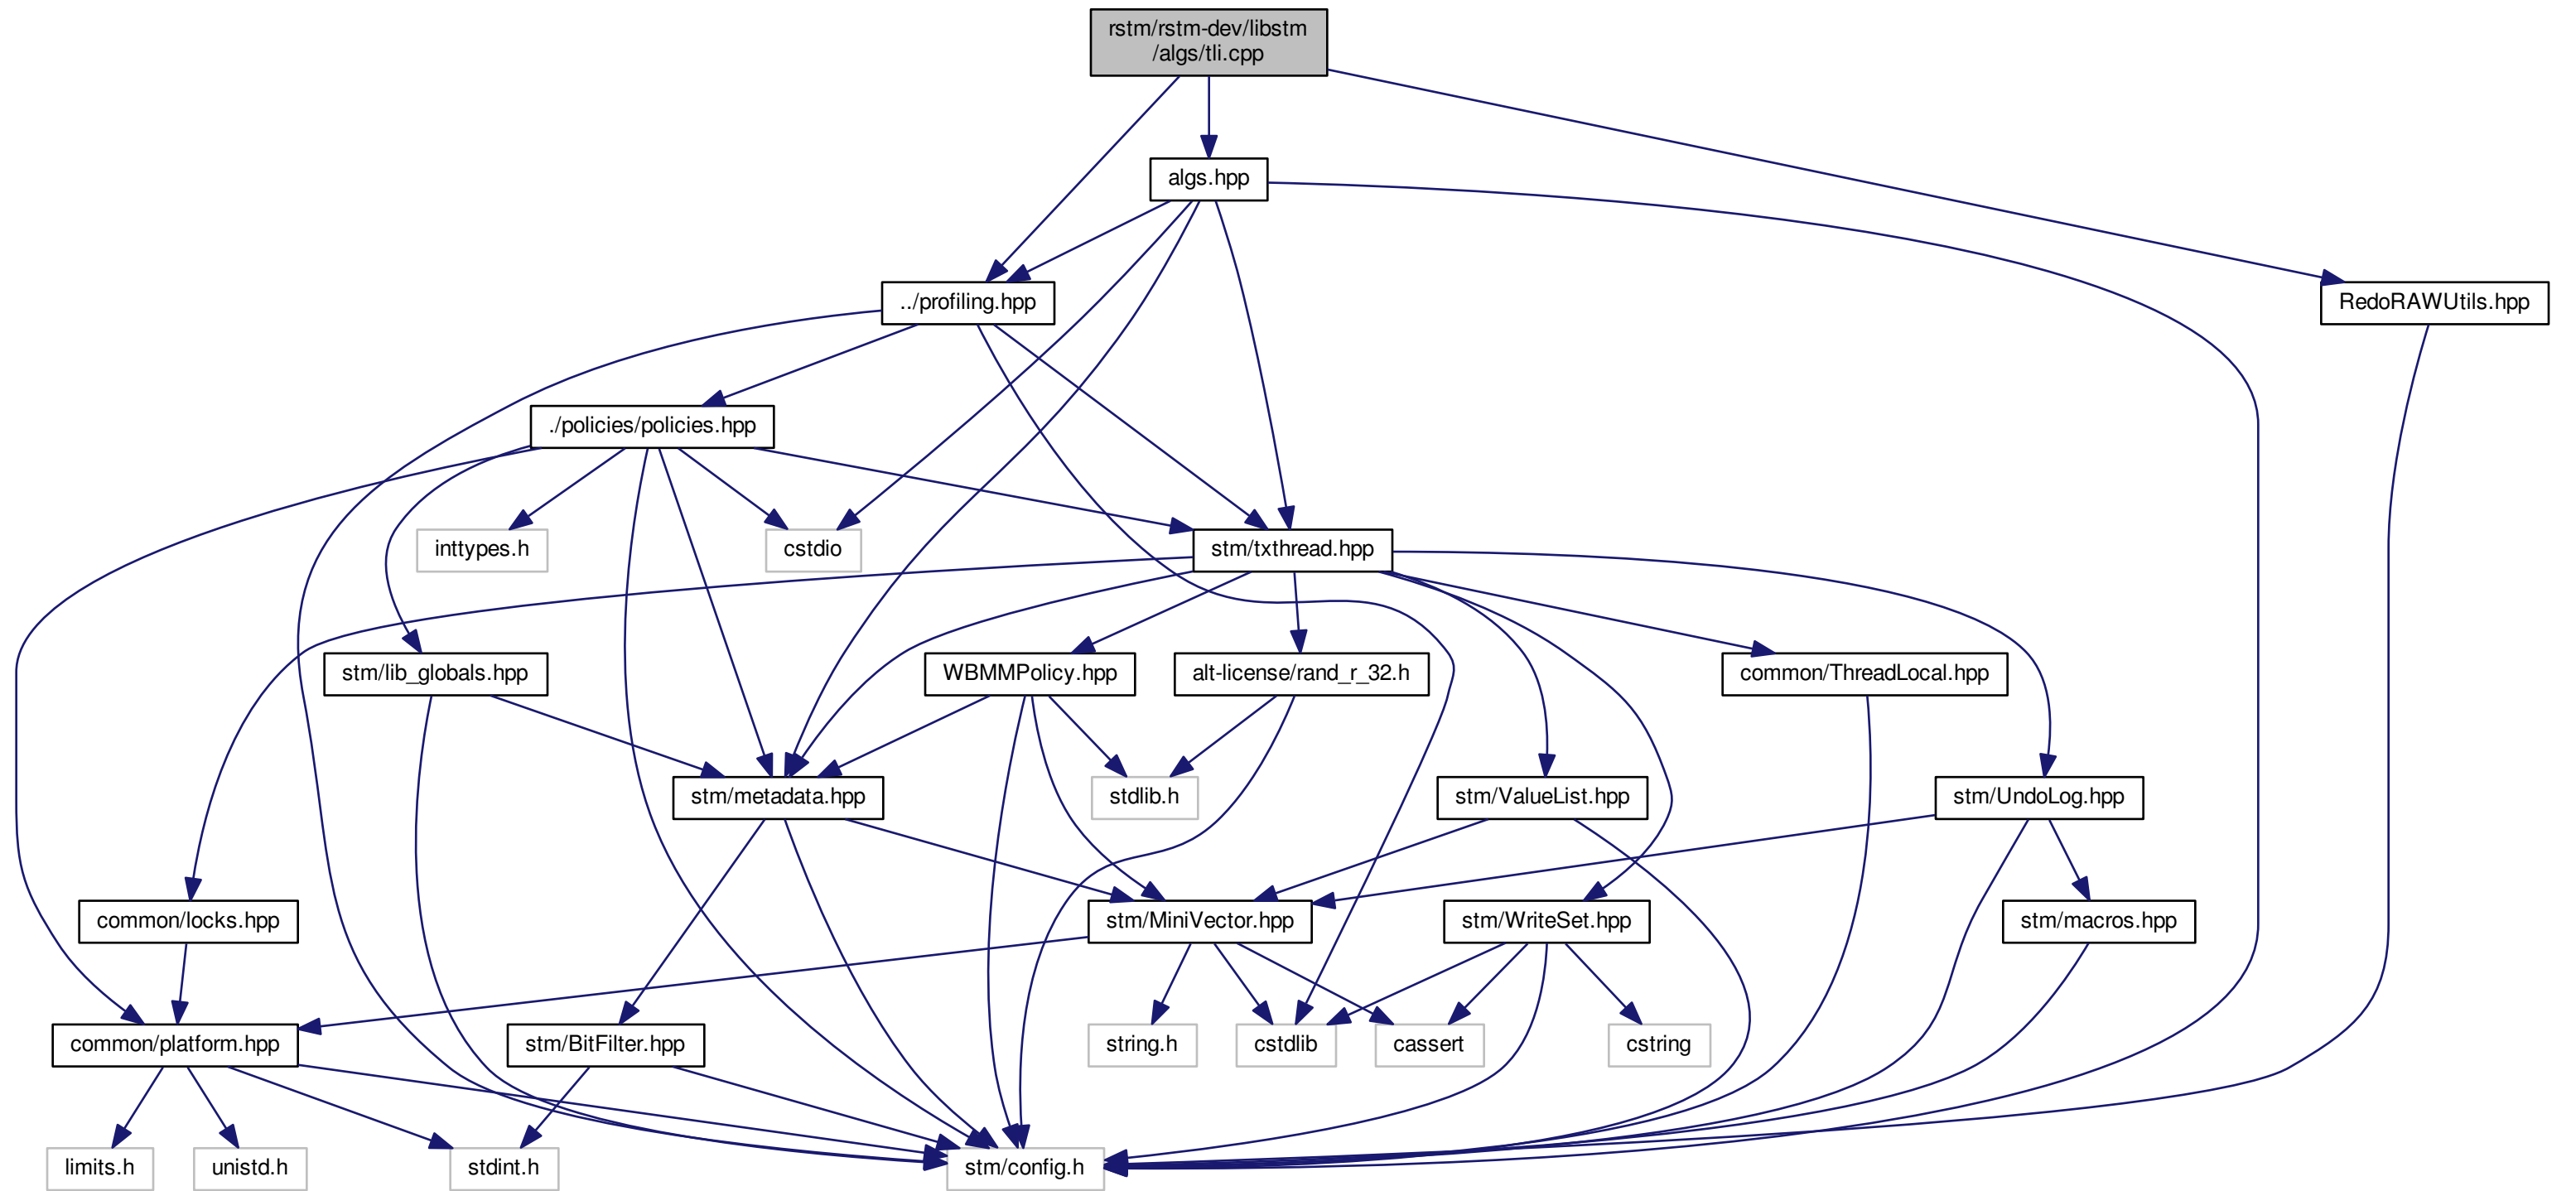 rstm/rstm-dev/libstm
/algs/tli.cpp
algs.hpp
../profiling.hpp
RedoRAWUtils.hpp
./policies/policies.hpp
inttypes.h
cstdio
stm/txthread.hpp
stm/lib_globals.hpp
WBMMPolicy.hpp
alt-license/rand_r_32.h
common/ThreadLocal.hpp
stm/metadata.hpp
stdlib.h
stm/ValueList.hpp
stm/UndoLog.hpp
common/locks.hpp
stm/MiniVector.hpp
stm/WriteSet.hpp
stm/macros.hpp
common/platform.hpp
stm/BitFilter.hpp
string.h
cstdlib
cassert
cstring
limits.h
unistd.h
stdint.h
stm/config.h